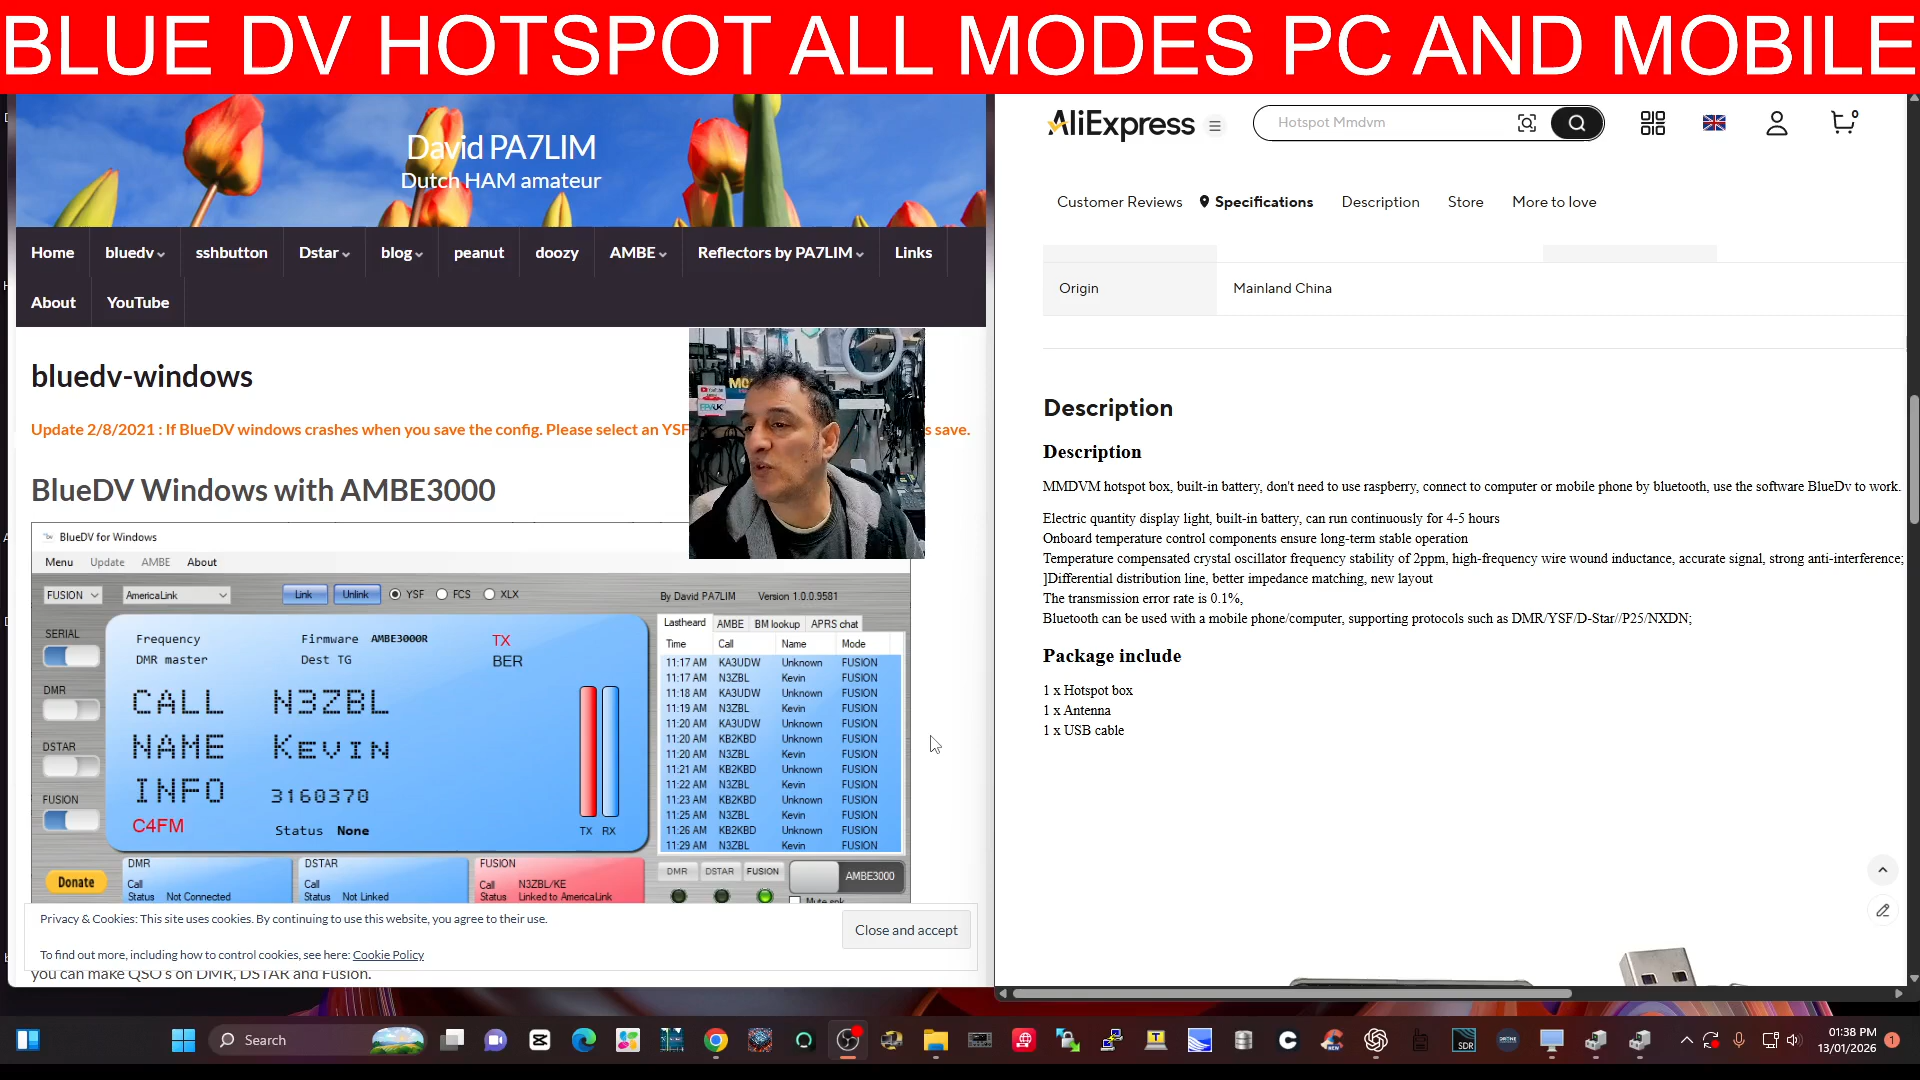 BLUE DV HOTSPOT ALL MODES PC AND MOBILE
David PA7LIM
Dutch HAM amateur
Home bluedv sshbutton Dstar blog peanut doozy AMBE Reflectors by PA7LIM Links
About YouTube
bluedv-windows
Update 2/8/2021 : If BlueDV windows crashes when you save the config. Please select an YSF
s save.
BlueDV Windows with AMBE3000
BlueDV for Windows
Menu Update AMBE About
FUSION AmericaLink Link Unlink YSF FCS XLX By David PA7LIM Version 1.0.0.9581
SERIAL
DMR
DSTAR
FUSION
Frequency Firmware AMBE3000R TX
DMR master Dest TG BER
CALL N3ZBL
NAME Kevin
INFO 3160370
C4FM Status None
TX RX
Lastheard AMBE BM lookup APRS chat
Time Call Name Mode
11:17 AM KA3UDW Unknown FUSION
11:17 AM N3ZBL Kevin FUSION
11:18 AM KA3UDW Unknown FUSION
11:19 AM N3ZBL Kevin FUSION
11:20 AM KA3UDW Unknown FUSION
11:20 AM KB2KBD Unknown FUSION
11:20 AM N3ZBL Kevin FUSION
11:21 AM KB2KBD Unknown FUSION
11:22 AM N3ZBL Kevin FUSION
11:23 AM KB2KBD Unknown FUSION
11:25 AM N3ZBL Kevin FUSION
11:26 AM KB2KBD Unknown FUSION
11:29 AM N3ZBL Kevin FUSION
Donate
DMR
Call
Status Not Connected
DSTAR
Call
Status Not Linked
FUSION
Call N3ZBL/KE
Status Linked to AmericaLink
DMR DSTAR FUSION AMBE3000
Privacy & Cookies: This site uses cookies. By continuing to use this website, you agree to their use.
To find out more, including how to control cookies, see here: Cookie Policy
Close and accept
you can make QSO's on DMR, DSTAR and Fusion.
AliExpress
Hotspot Mmdvm
0
Customer Reviews Specifications Description Store More to love
Origin Mainland China
Description
Description
MMDVM hotspot box, built-in battery, don't need to use raspberry, connect to computer or mobile phone by bluetooth, use the software BlueDv to work.
Electric quantity display light, built-in battery, can run continuously for 4-5 hours
Onboard temperature control components ensure long-term stable operation
Temperature compensated crystal oscillator frequency stability of 2ppm, high-frequency wire wound inductance, accurate signal, strong anti-interference;
]Differential distribution line, better impedance matching, new layout
The transmission error rate is 0.1%,
Bluetooth can be used with a mobile phone/computer, supporting protocols such as DMR/YSF/D-Star//P25/NXDN;
Package include
1 x Hotspot box
1 x Antenna
1 x USB cable
Search
SDR
01:38 PM
13/01/2026
1